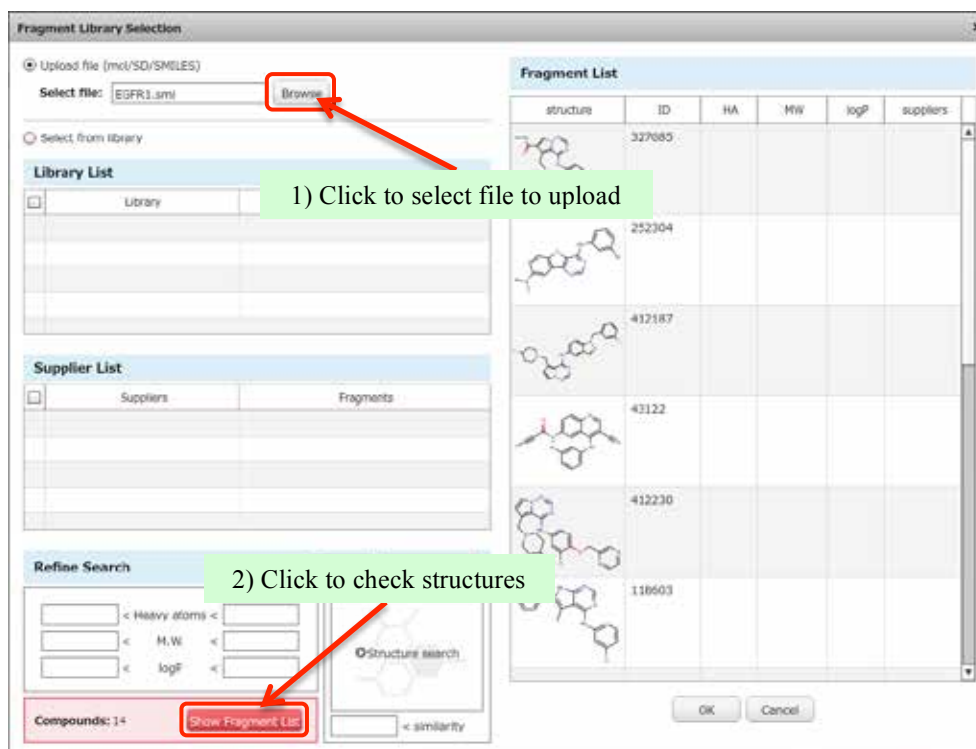 Fragment Library Selection
Upload file (mol/SD/SMILES)
Select file: EGFR1.smi Browse
Select from library
Library List
Library
1) Click to select file to upload
Supplier List
Suppliers Fragments
Refine Search
2) Click to check structures
< Heavy atoms <
< M.W. <
< logP <
Structure search
Compounds: 14 Show Fragment List
< similarity
Fragment List
structure ID HA MW logP suppliers
327085
252304
412187
43122
412230
118603
OK Cancel